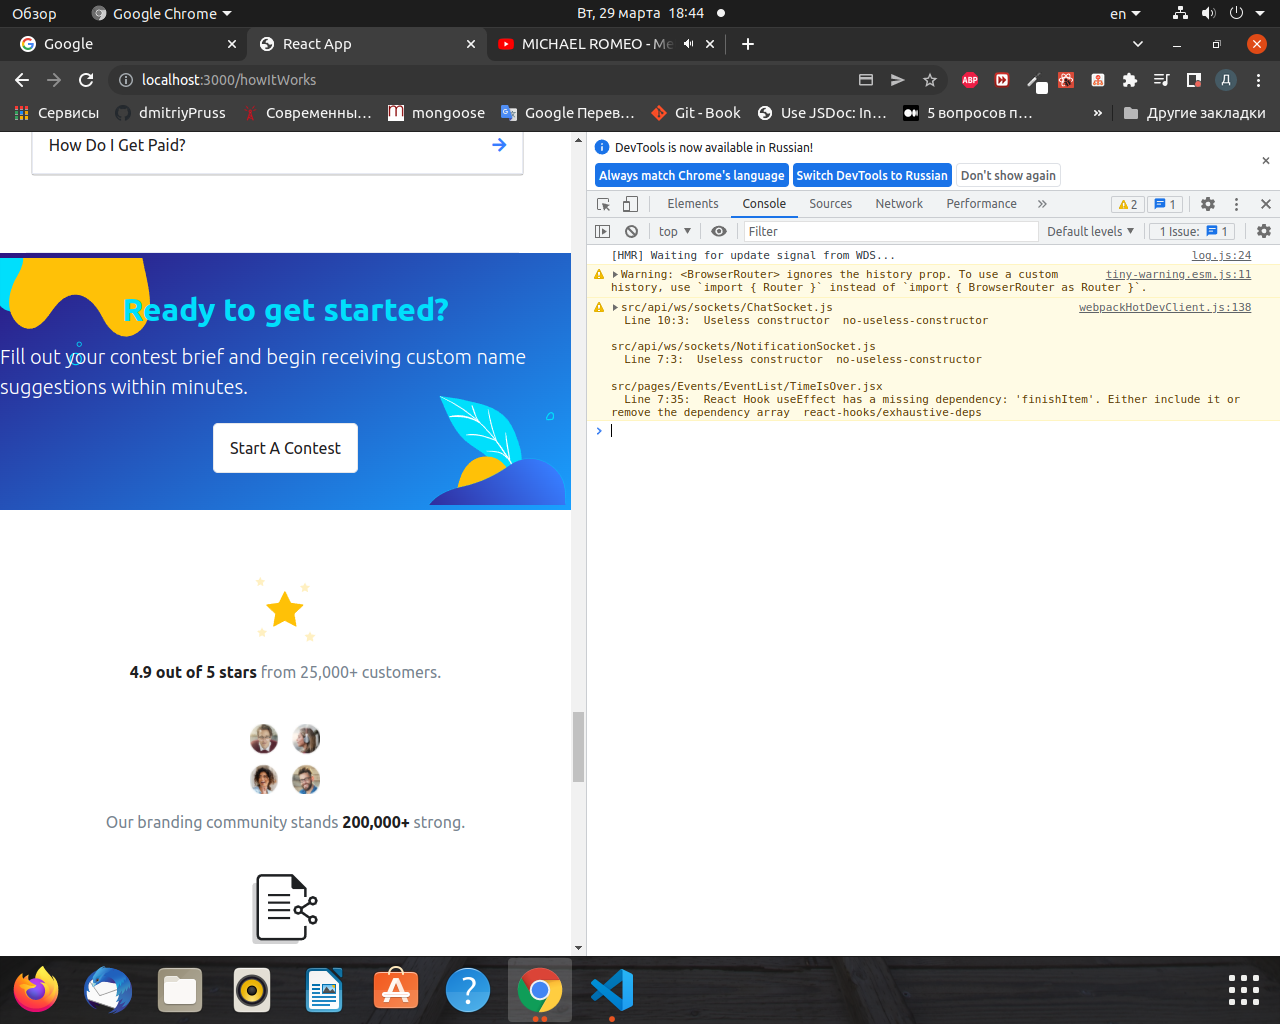 Обзор
Google Chrome
Вт, 29 марта 18:44
en
Google
React App
MICHAEL ROMEO - Me
localhost:3000/howItWorks
ABP
Д
Сервисы
dmitriyPruss
Современны...
mongoose
Google Перев...
Git - Book
Use JSDoc: In...
5 вопросов п...
»
Другие закладки
How Do I Get Paid?
Ready to get started?
Fill out your contest brief and begin receiving custom name
suggestions within minutes.
Start A Contest
4.9 out of 5 stars from 25,000+ customers.
Our branding community stands 200,000+ strong.
DevTools is now available in Russian!
Always match Chrome's language
Switch DevTools to Russian
Don't show again
Elements
Console
Sources
Network
Performance
»
2
1
top
Filter
Default levels
1 Issue:
1
[HMR] Waiting for update signal from WDS... log.js:24
Warning: <BrowserRouter> ignores the history prop. To use a custom tiny-warning.esm.js:11
history, use `import { Router }` instead of `import { BrowserRouter as Router }`.
src/api/ws/sockets/ChatSocket.js webpackHotDevClient.js:138
Line 10:3: Useless constructor no-useless-constructor
src/api/ws/sockets/NotificationSocket.js
Line 7:3: Useless constructor no-useless-constructor
src/pages/Events/EventList/TimeIsOver.jsx
Line 7:35: React Hook useEffect has a missing dependency: 'finishItem'. Either include it or
remove the dependency array react-hooks/exhaustive-deps